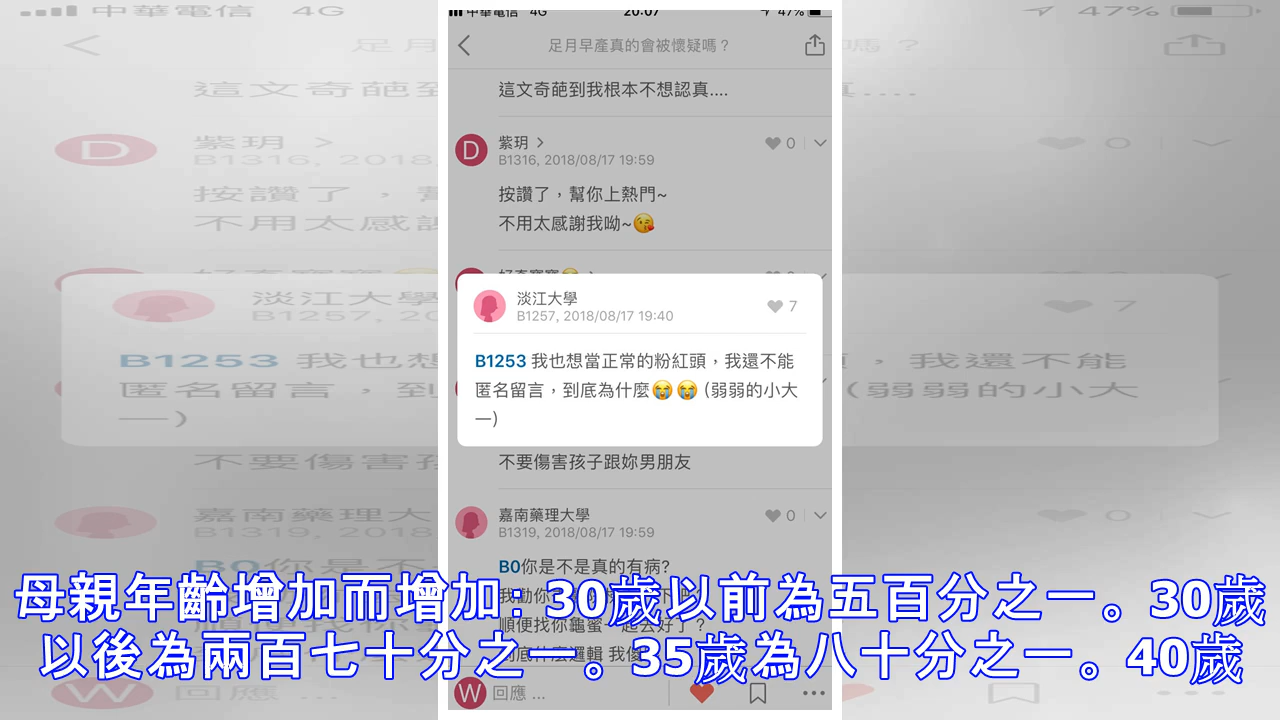 中華電信 4G 20:07 47%
足月早產真的會被懷疑嗎？
這文奇葩到我根本不想認真....
D 紫玥 > 0
B1316, 2018/08/17 19:59
按讚了，幫你上熱門~
不用太感謝我呦~😘
淡江大學 7
B1257, 2018/08/17 19:40
B1253 我也想當正常的粉紅頭，我還不能
匿名留言，到底為什麼😭😭 (弱弱的小大
一)
不要傷害孩子跟妳男朋友
嘉南藥理大學 0
B1319, 2018/08/17 19:59
B0你是不是真的有病?
母親年齡增加而增加：30歲以前為五百分之一。30歲
以後為兩百七十分之一。35歲為八十分之一。40歲
W 回應 ...